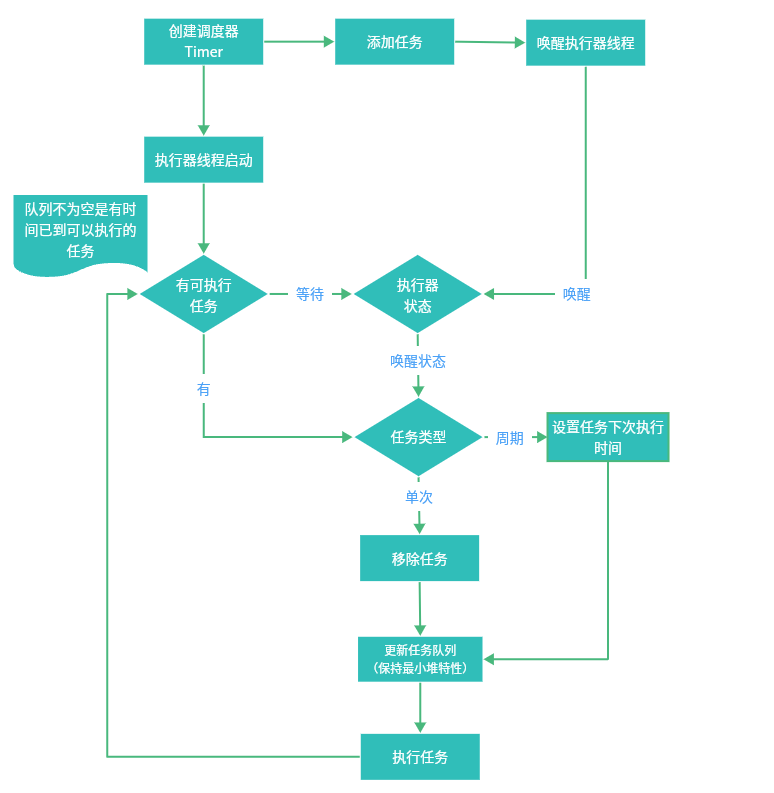 创建调度器
Timer
添加任务
唤醒执行器线程
执行器线程启动
队列不为空是有时
间已到可以执行的
任务
有可执行
任务
等待
执行器
状态
唤醒
唤醒状态
有
任务类型
周期
设置任务下次执行
时间
单次
移除任务
更新任务队列
（保持最小堆特性）
执行任务